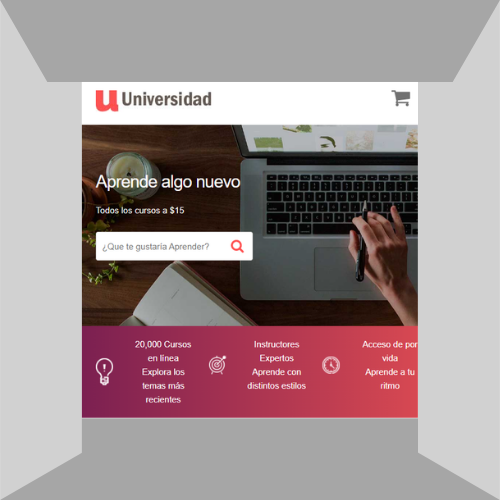 u Universidad
Aprende algo nuevo
Todos los cursos a $15
¿Que te gustaria Aprender?
20,000 Cursos
en línea
Explora los
temas más
recientes
Instructores
Expertos
Aprende con
distintos estilos
Acceso de por
vida
Aprende a tu
ritmo